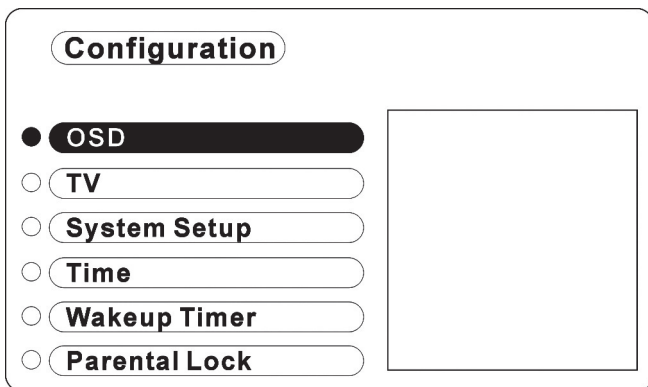 Configuration
OSD
TV
System Setup
Time
Wakeup Timer
Parental Lock